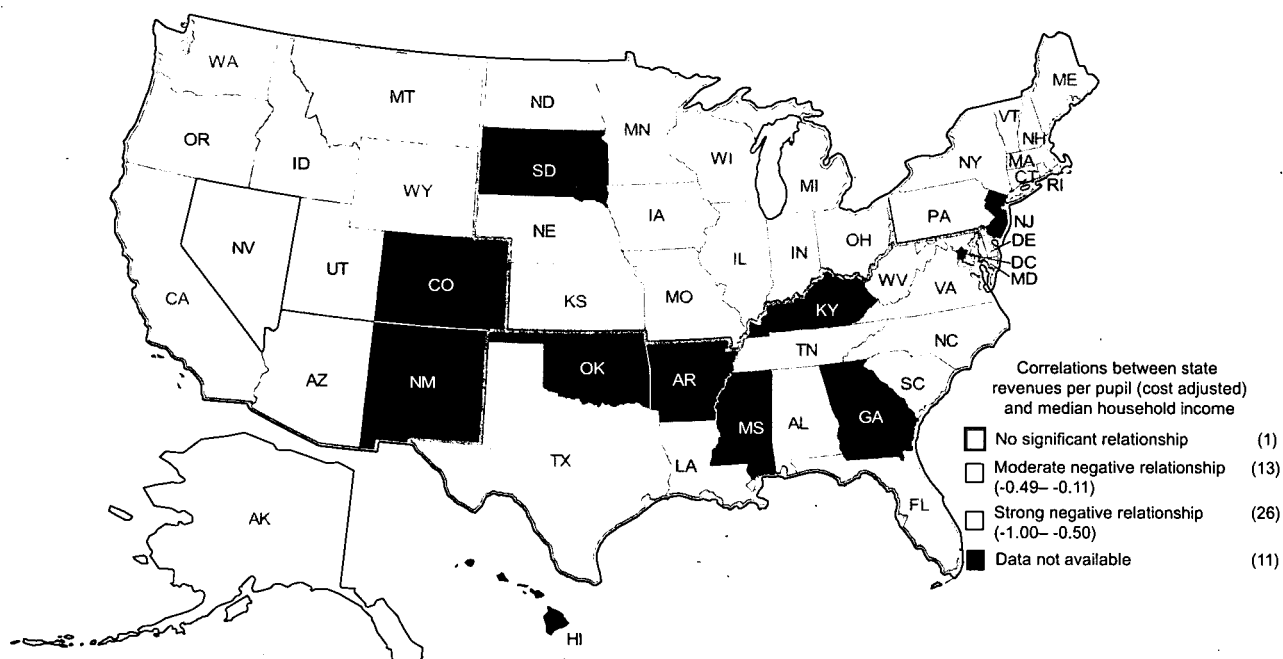 WA
MT
ND
MN
ME
VT
NH
OR
ID
WY
SD
WI
MI
NY
MA
CT
RI
NV
UT
CO
NE
IA
IL
IN
OH
PA
NJ
DE
DC
MD
CA
KS
MO
KY
WV
VA
AZ
NM
OK
AR
TN
NC
SC
TX
LA
MS
AL
GA
FL
AK
HI
Correlations between state
revenues per pupil (cost adjusted)
and median household income
No significant relationship (1)
Moderate negative relationship (13)
(-0.49– -0.11)
Strong negative relationship (26)
(-1.00– -0.50)
Data not available (11)